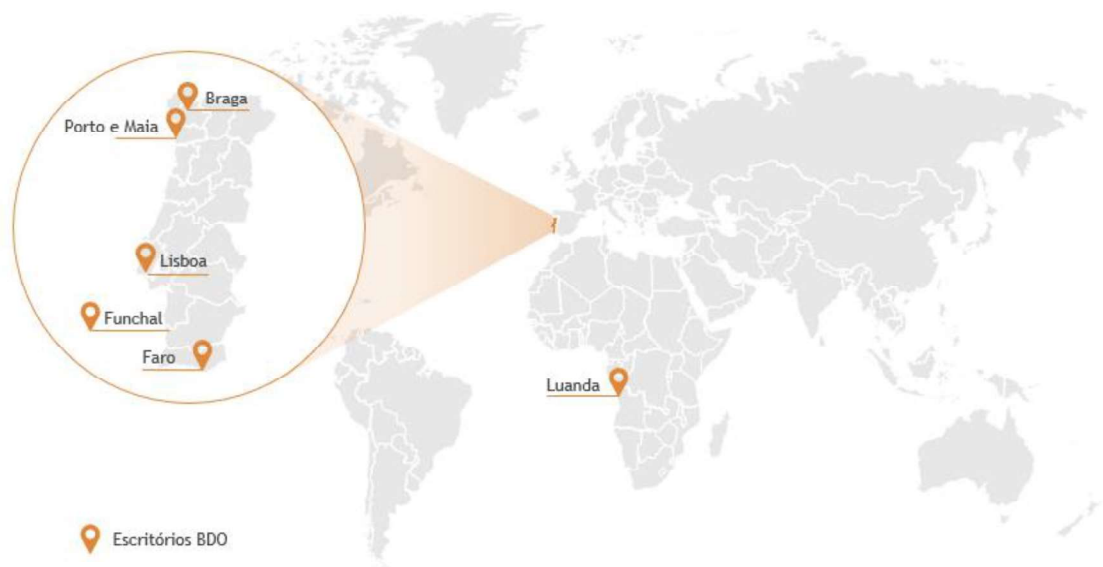 Braga
Porto e Maia
Lisboa
Funchal
Faro
Luanda
Escritórios BDO